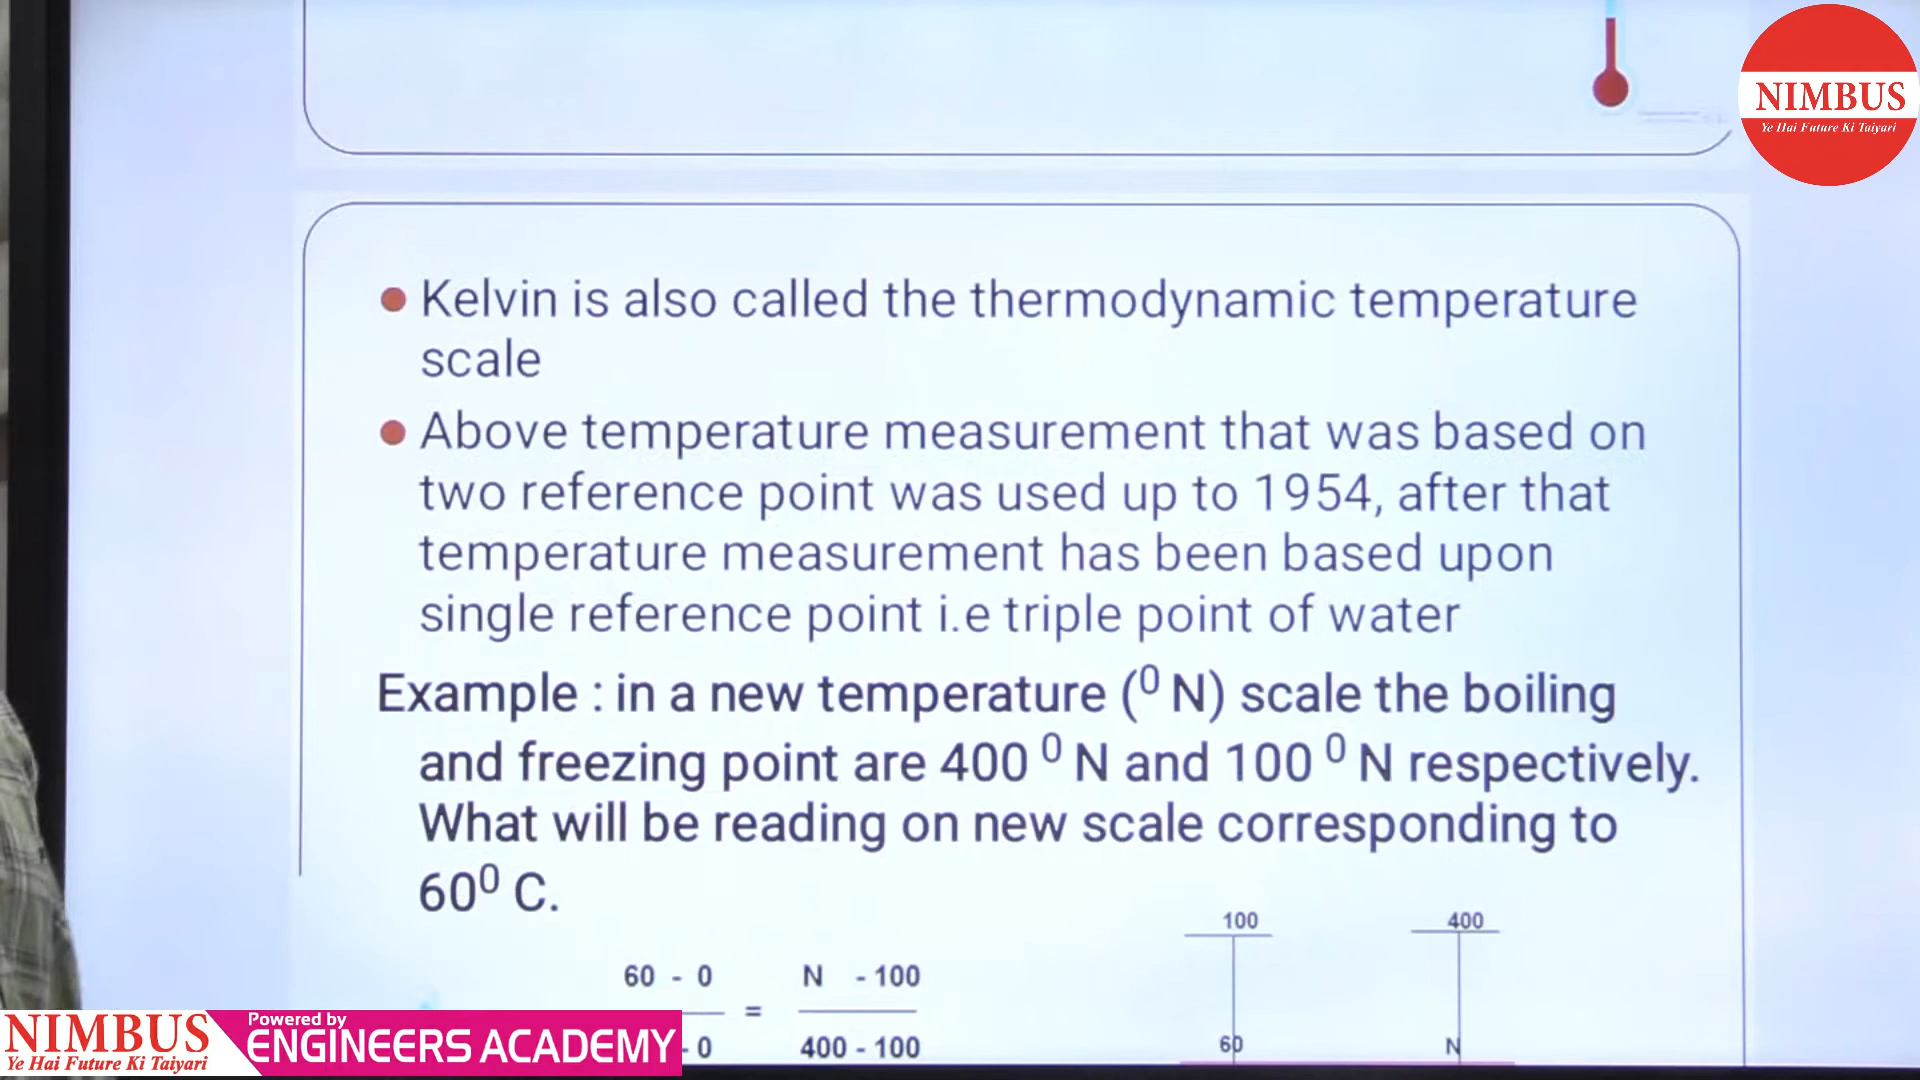 NIMBUS
Ye Hai Future Ki Taiyari
• Kelvin is also called the thermodynamic temperature
scale
• Above temperature measurement that was based on
two reference point was used up to 1954, after that
temperature measurement has been based upon
single reference point i.e triple point of water
Example : in a new temperature (⁰ N) scale the boiling
and freezing point are 400 ⁰ N and 100 ⁰ N respectively.
What will be reading on new scale corresponding to
60⁰ C.
100 400
60 - 0 N - 100
=
- 0 400 - 100
60 N
NIMBUS
Ye Hai Future Ki Taiyari
Powered by
ENGINEERS ACADEMY